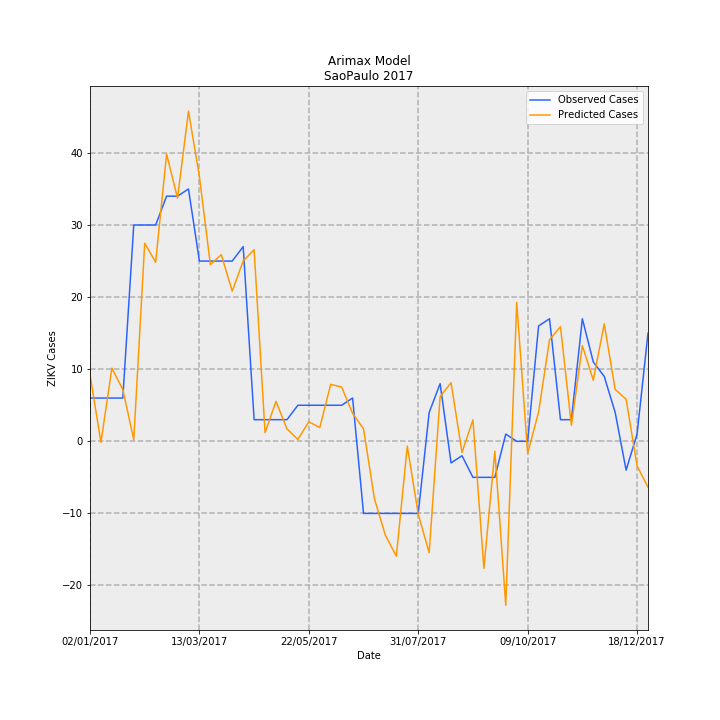 Arimax Model
SaoPaulo 2017
Observed Cases
Predicted Cases
ZIKV Cases
40
30
20
10
0
−10
−20
02/01/2017 13/03/2017 22/05/2017 31/07/2017 09/10/2017 18/12/2017
Date